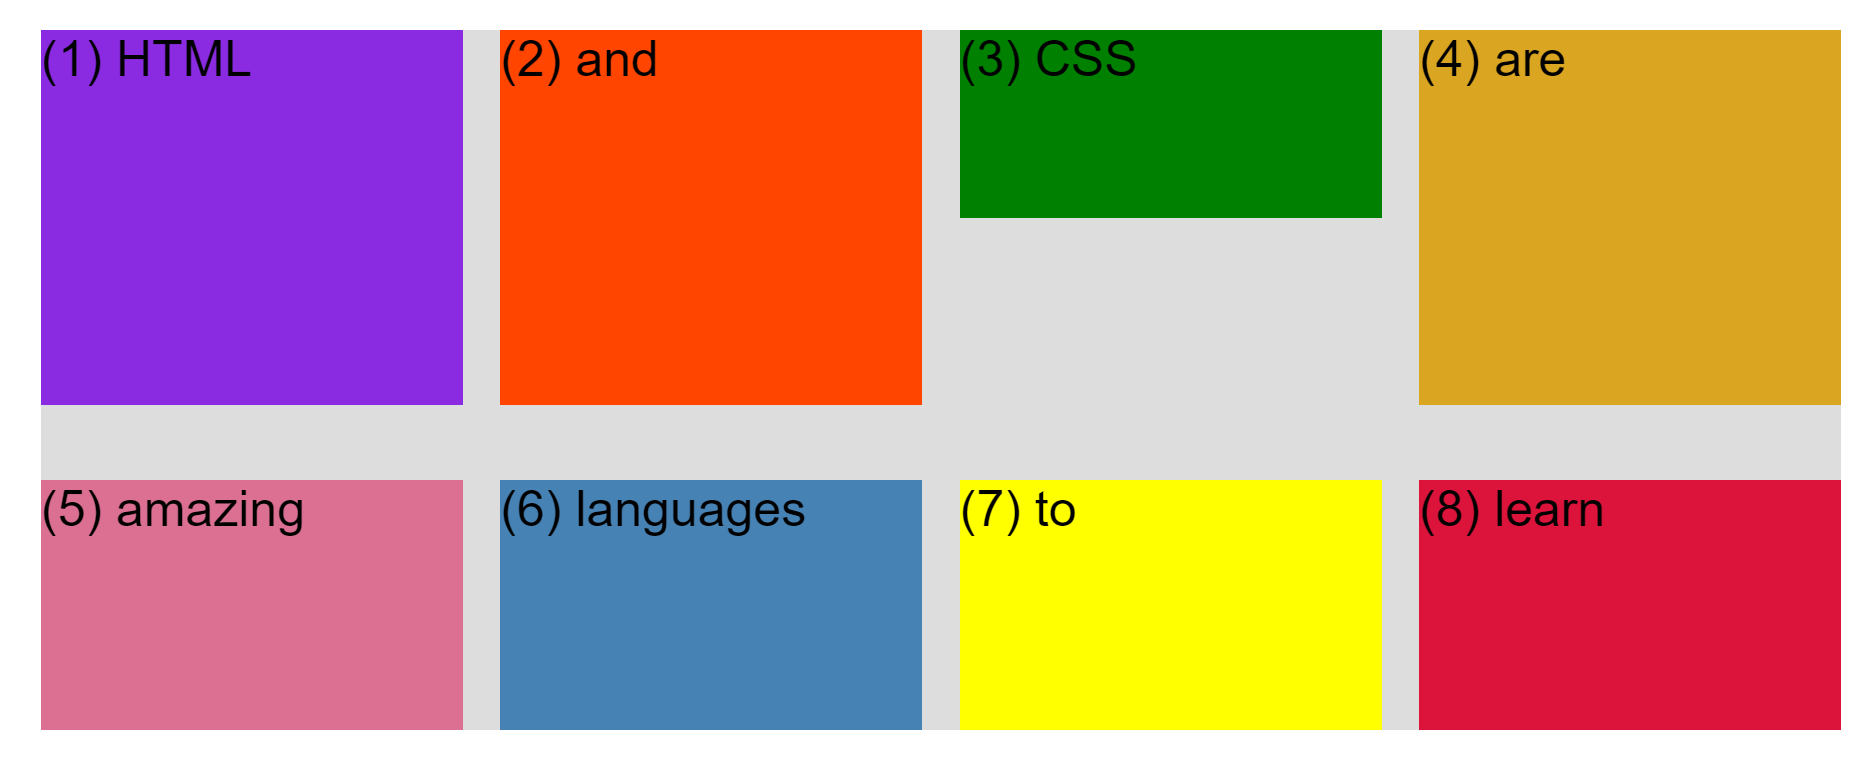 (1) HTML
(2) and
(3) CSS
(4) are
(5) amazing
(6) languages
(7) to
(8) learn